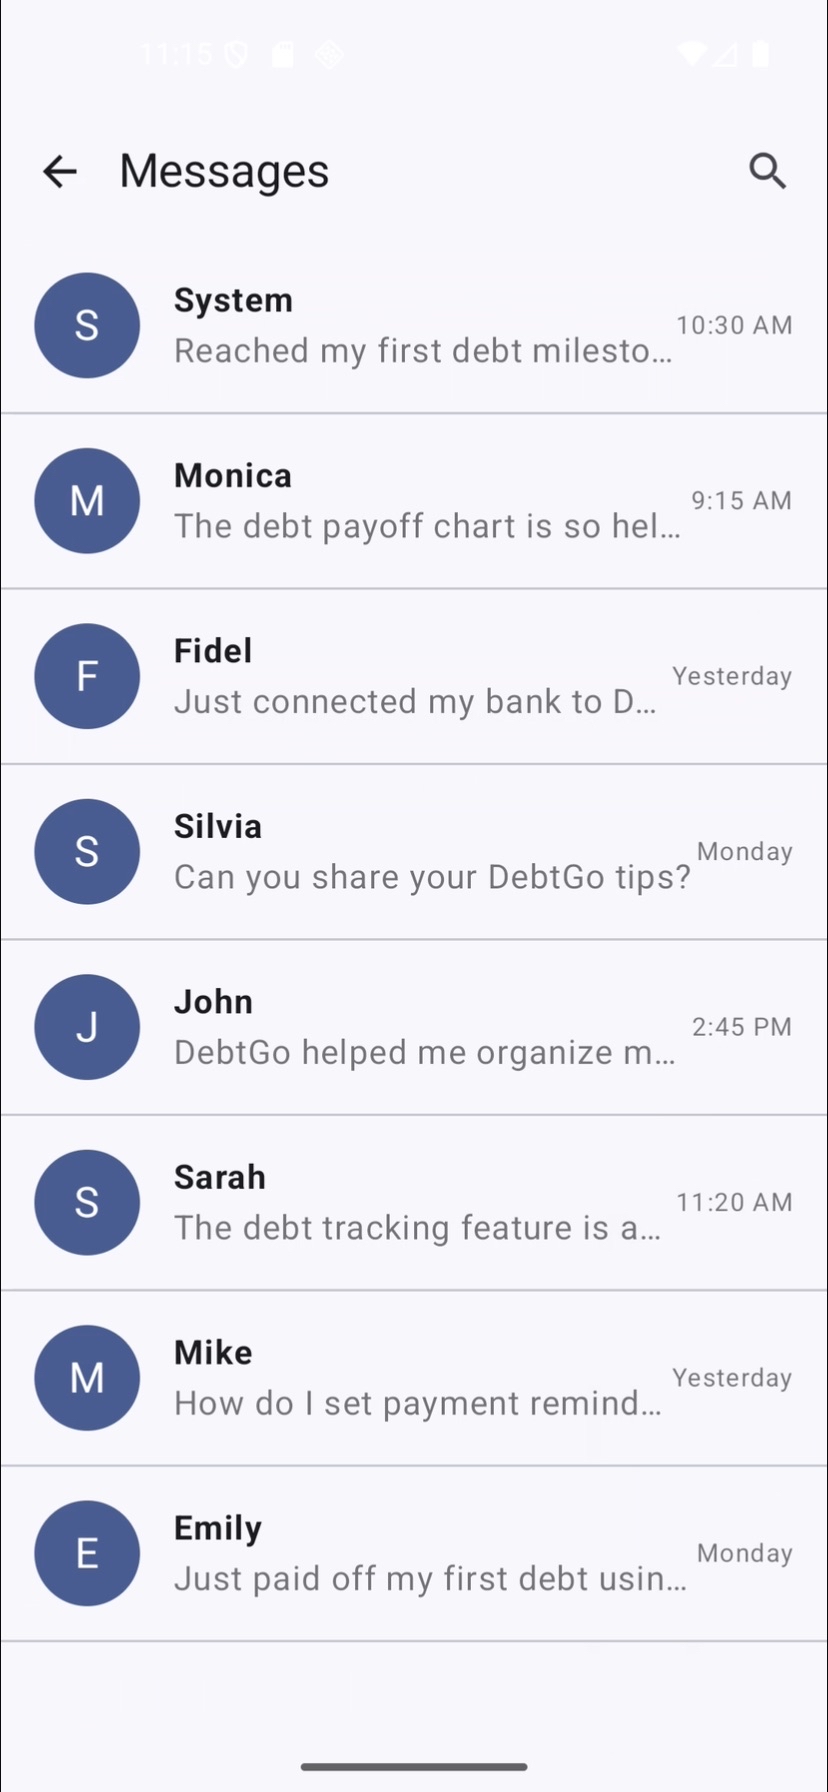 11:15
Messages
S
System
Reached my first debt milesto...
10:30 AM
M
Monica
The debt payoff chart is so hel...
9:15 AM
F
Fidel
Just connected my bank to D...
Yesterday
S
Silvia
Can you share your DebtGo tips?
Monday
J
John
DebtGo helped me organize m...
2:45 PM
S
Sarah
The debt tracking feature is a...
11:20 AM
M
Mike
How do I set payment remind...
Yesterday
E
Emily
Just paid off my first debt usin...
Monday